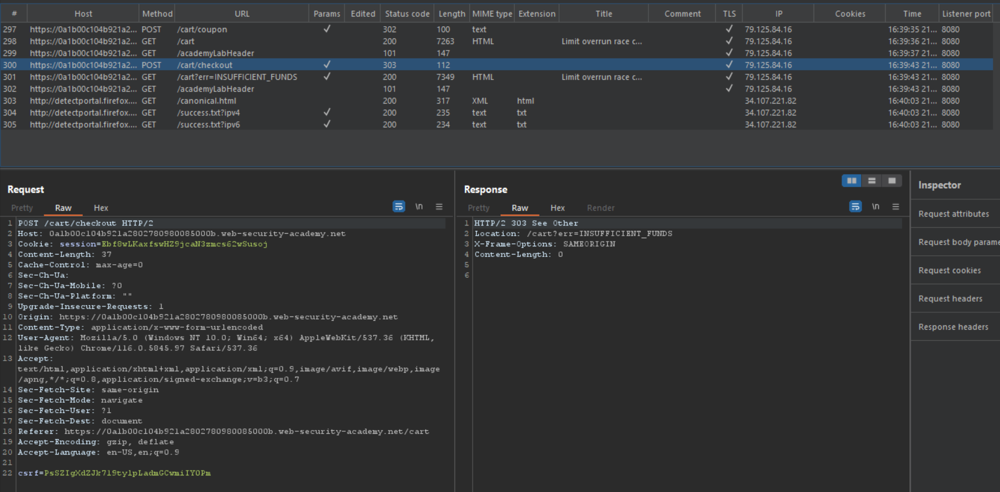 # Host Method URL Params Edited Status code Length MIME type Extension Title Comment TLS IP Cookies Time Listener port
297 https://0a1b00c104b921a2... POST /cart/coupon ✓ 302 100 text ✓ 79.125.84.16 16:39:35 21... 8080
298 https://0a1b00c104b921a2... GET /cart 200 7263 HTML Limit overrun race c... ✓ 79.125.84.16 16:39:36 21... 8080
299 https://0a1b00c104b921a2... GET /academyLabHeader 101 147 ✓ 79.125.84.16 16:39:37 21... 8080
300 https://0a1b00c104b921a2... POST /cart/checkout ✓ 303 112 ✓ 79.125.84.16 16:39:43 21... 8080
301 https://0a1b00c104b921a2... GET /cart?err=INSUFFICIENT_FUNDS ✓ 200 7349 HTML Limit overrun race c... ✓ 79.125.84.16 16:39:43 21... 8080
302 https://0a1b00c104b921a2... GET /academyLabHeader 101 147 ✓ 79.125.84.16 16:39:43 21... 8080
303 http://detectportal.firefox.... GET /canonical.html 200 317 XML html 34.107.221.82 16:40:03 21... 8080
304 http://detectportal.firefox.... GET /success.txt?ipv4 ✓ 200 235 text txt 34.107.221.82 16:40:03 21... 8080
305 http://detectportal.firefox.... GET /success.txt?ipv6 ✓ 200 234 text txt 34.107.221.82 16:40:03 21... 8080
Request
Pretty Raw Hex \n
1 POST /cart/checkout HTTP/2
2 Host: 0a1b00c104b921a2802780980085000b.web-security-academy.net
3 Cookie: session=Ebf8wLKaxfswHZ9jcaN3zmcs62wSusoj
4 Content-Length: 37
5 Cache-Control: max-age=0
6 Sec-Ch-Ua:
7 Sec-Ch-Ua-Mobile: ?0
8 Sec-Ch-Ua-Platform: ""
9 Upgrade-Insecure-Requests: 1
10 Origin: https://0a1b00c104b921a2802780980085000b.web-security-academy.net
11 Content-Type: application/x-www-form-urlencoded
12 User-Agent: Mozilla/5.0 (Windows NT 10.0; Win64; x64) AppleWebKit/537.36 (KHTML,
like Gecko) Chrome/116.0.5845.97 Safari/537.36
13 Accept:
text/html,application/xhtml+xml,application/xml;q=0.9,image/avif,image/webp,image
/apng,*/*;q=0.8,application/signed-exchange;v=b3;q=0.7
14 Sec-Fetch-Site: same-origin
15 Sec-Fetch-Mode: navigate
16 Sec-Fetch-User: ?1
17 Sec-Fetch-Dest: document
18 Referer: https://0a1b00c104b921a2802780980085000b.web-security-academy.net/cart
19 Accept-Encoding: gzip, deflate
20 Accept-Language: en-US,en;q=0.9
21
22 csrf=PsSZIgXdZJk7l9tylpLadmGCwmiIYOPm
Response
Pretty Raw Hex Render \n
1 HTTP/2 303 See Other
2 Location: /cart?err=INSUFFICIENT_FUNDS
3 X-Frame-Options: SAMEORIGIN
4 Content-Length: 0
5
6
Inspector
Request attributes
Request body parame
Request cookies
Request headers
Response headers